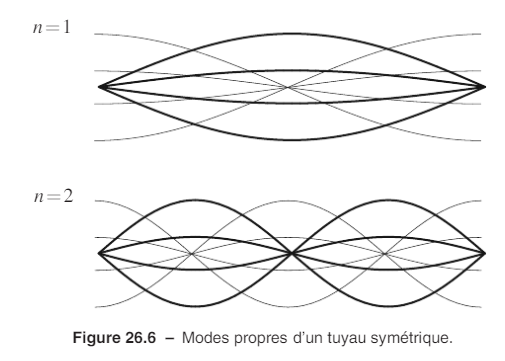 n = 1
n = 2
Figure 26.6 – Modes propres d'un tuyau symétrique.